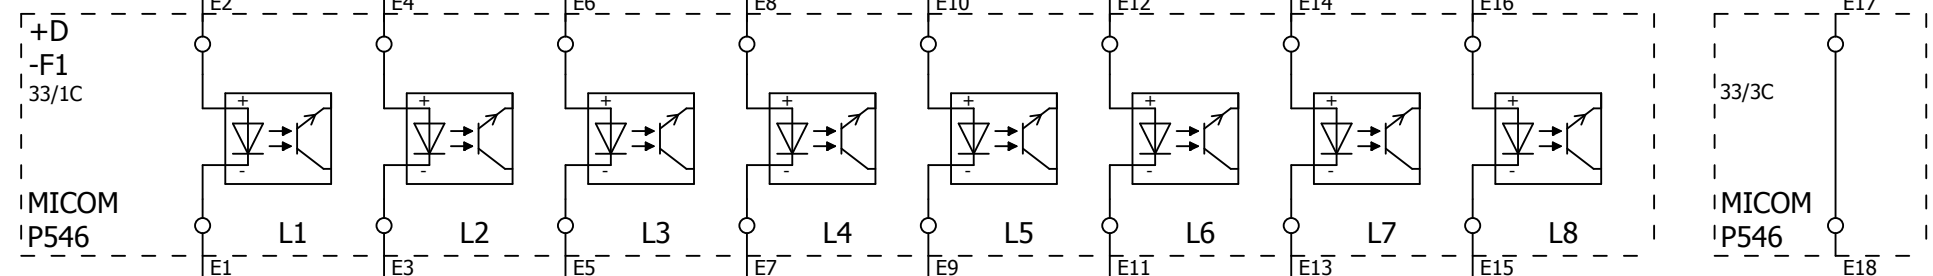 E2 E4 E6 E8 E10 E12 E14 E16 E17
+D
-F1
33/1C 33/3C
+ + + + + + + +
- - - - - - - -
MICOM MICOM
P546 L1 L2 L3 L4 L5 L6 L7 L8 P546
E1 E3 E5 E7 E9 E11 E13 E15 E18